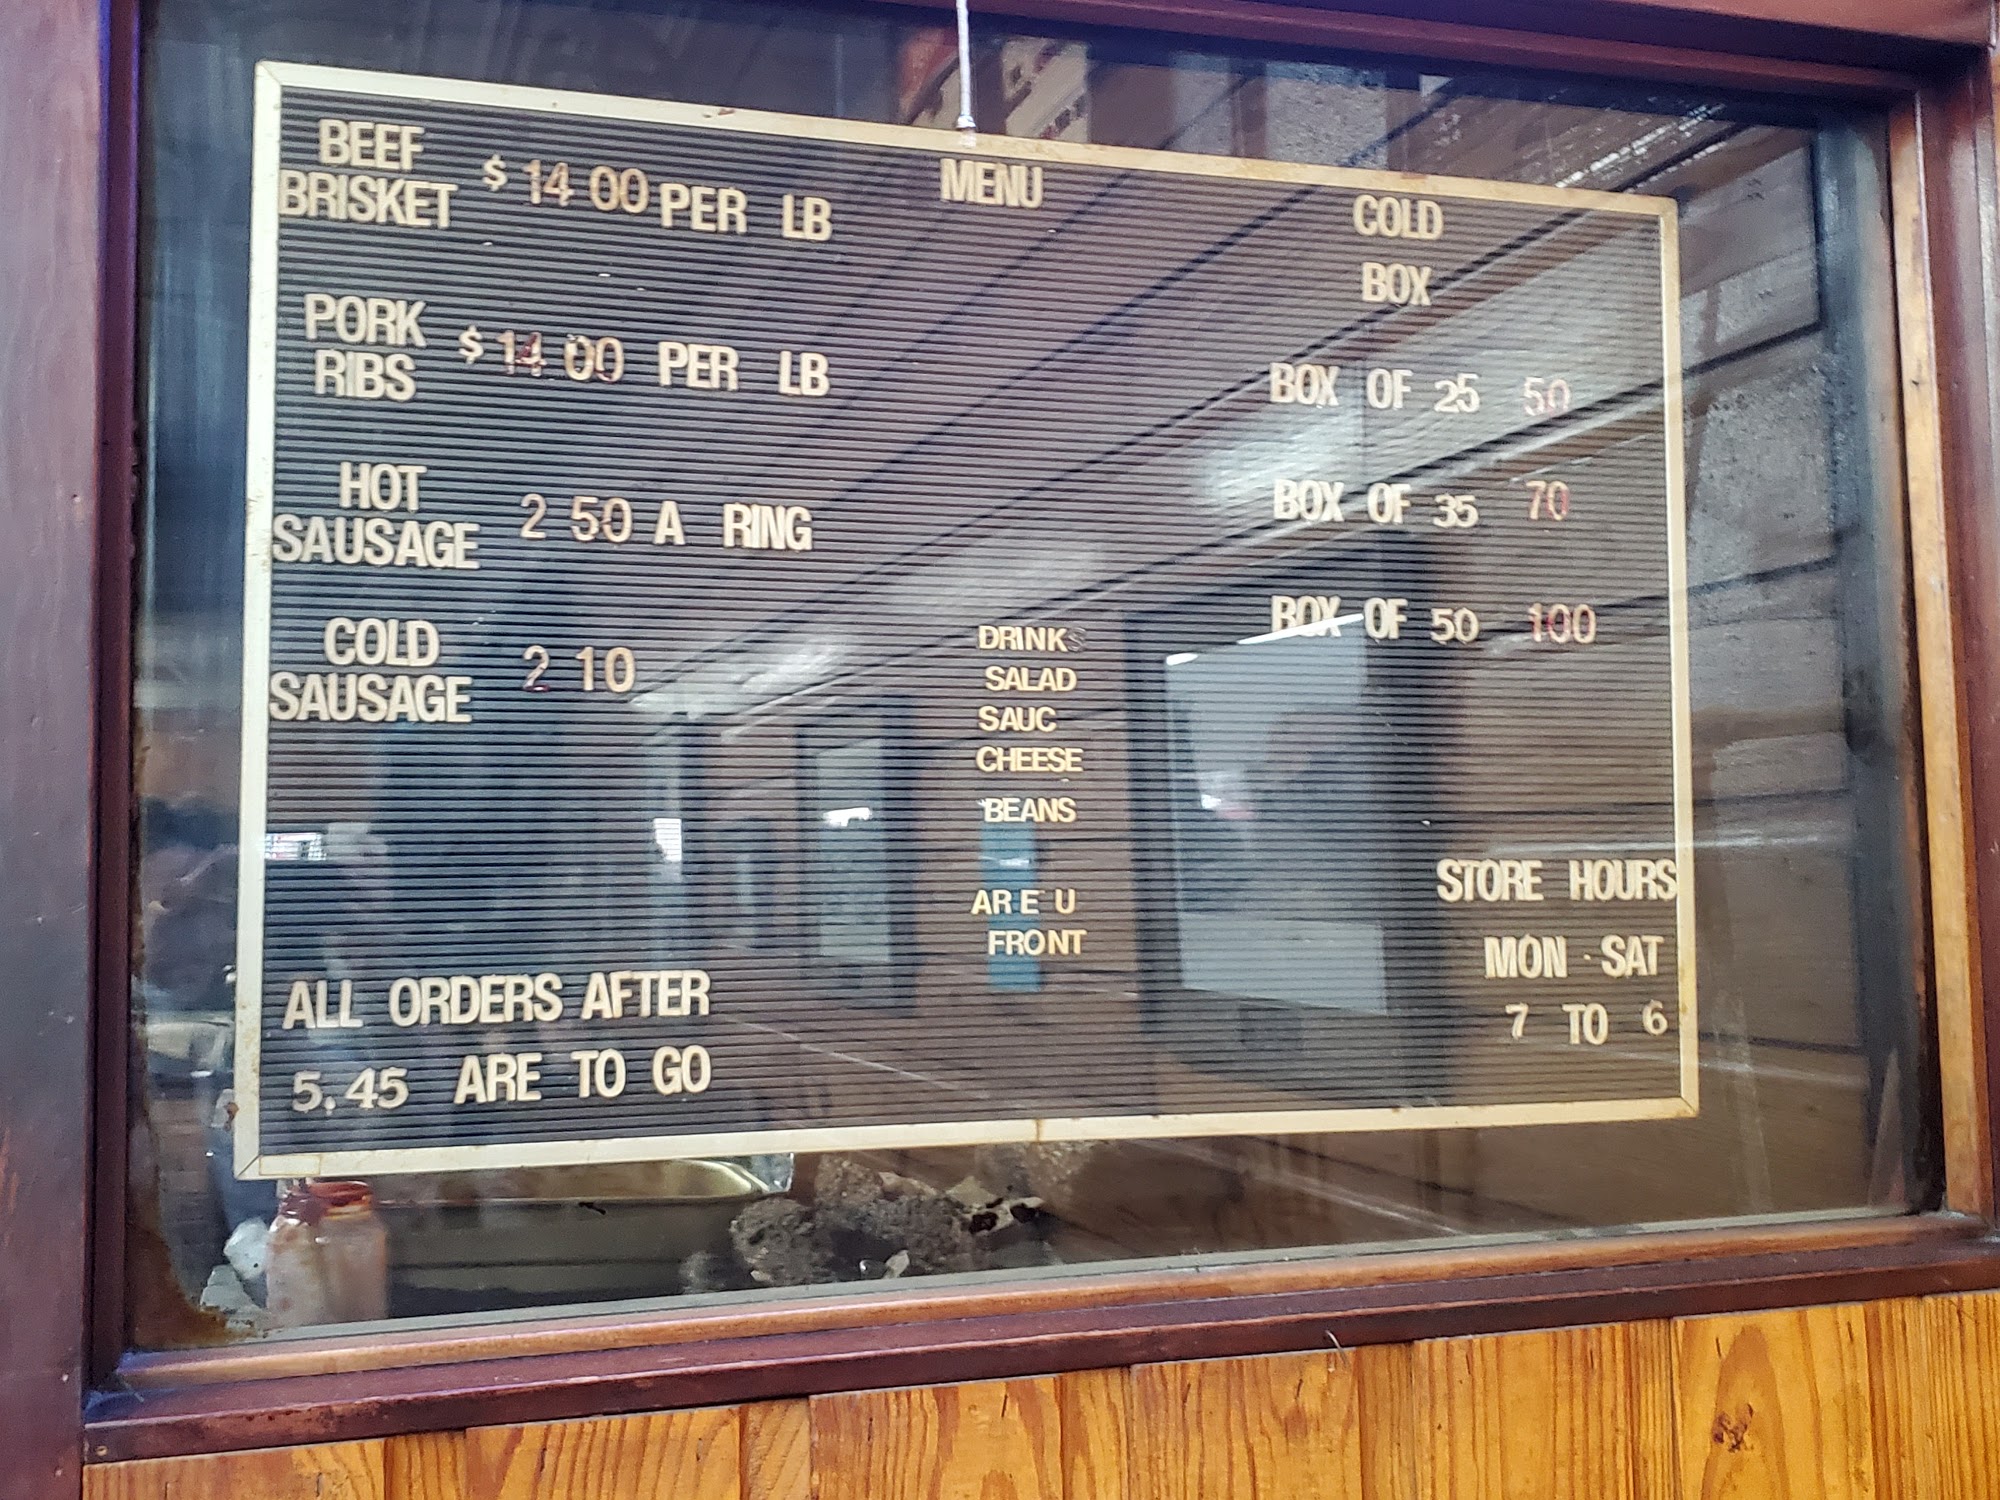 MENU
BEEF
BRISKET $ 14 00 PER LB
PORK
RIBS $ 14 00 PER LB
HOT
SAUSAGE 2 50 A RING
COLD
SAUSAGE 2 10
ALL ORDERS AFTER
5.45 ARE TO GO
DRINKS
SALAD
SAUC
CHEESE
BEANS
ARE U
FRONT
COLD
BOX
BOX OF 25 50
BOX OF 35 70
BOX OF 50 100
STORE HOURS
MON - SAT
7 TO 6